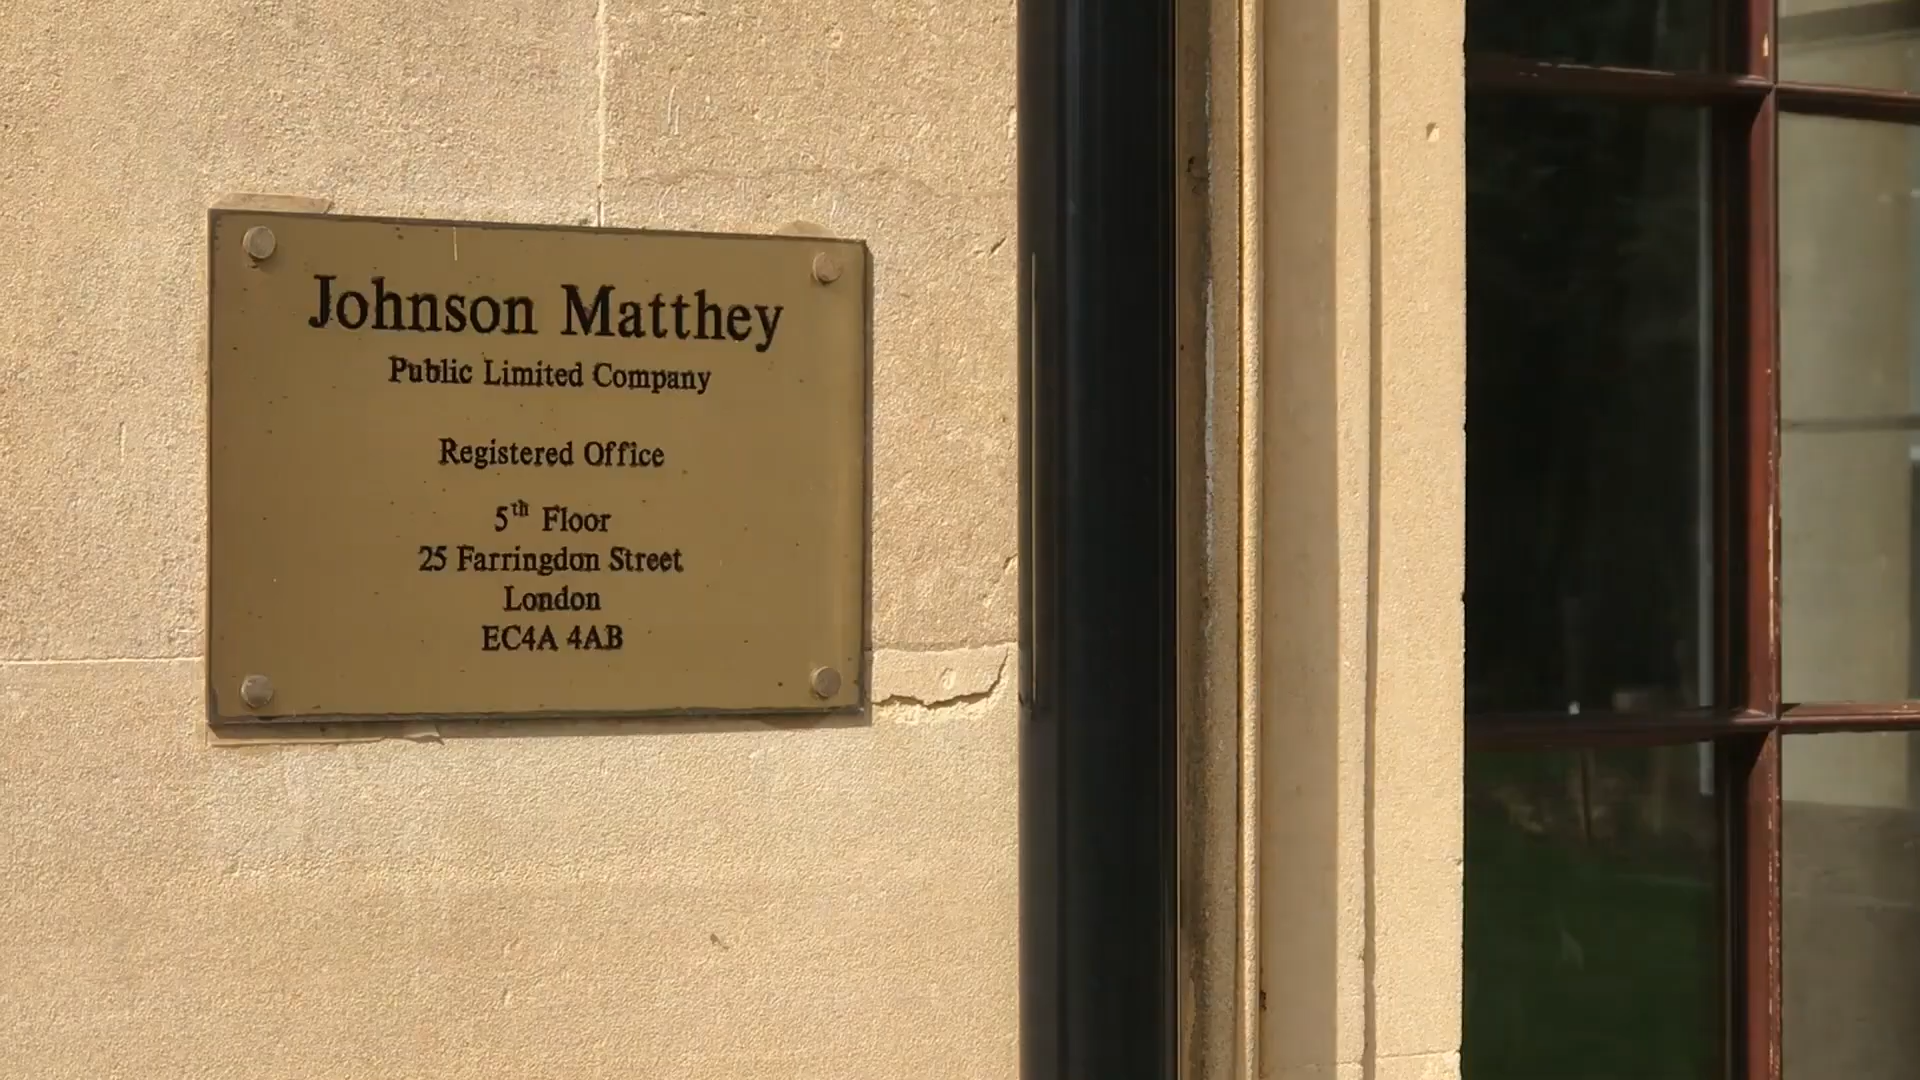 Johnson Matthey
Public Limited Company
Registered Office
5th Floor
25 Farringdon Street
London
EC4A 4AB